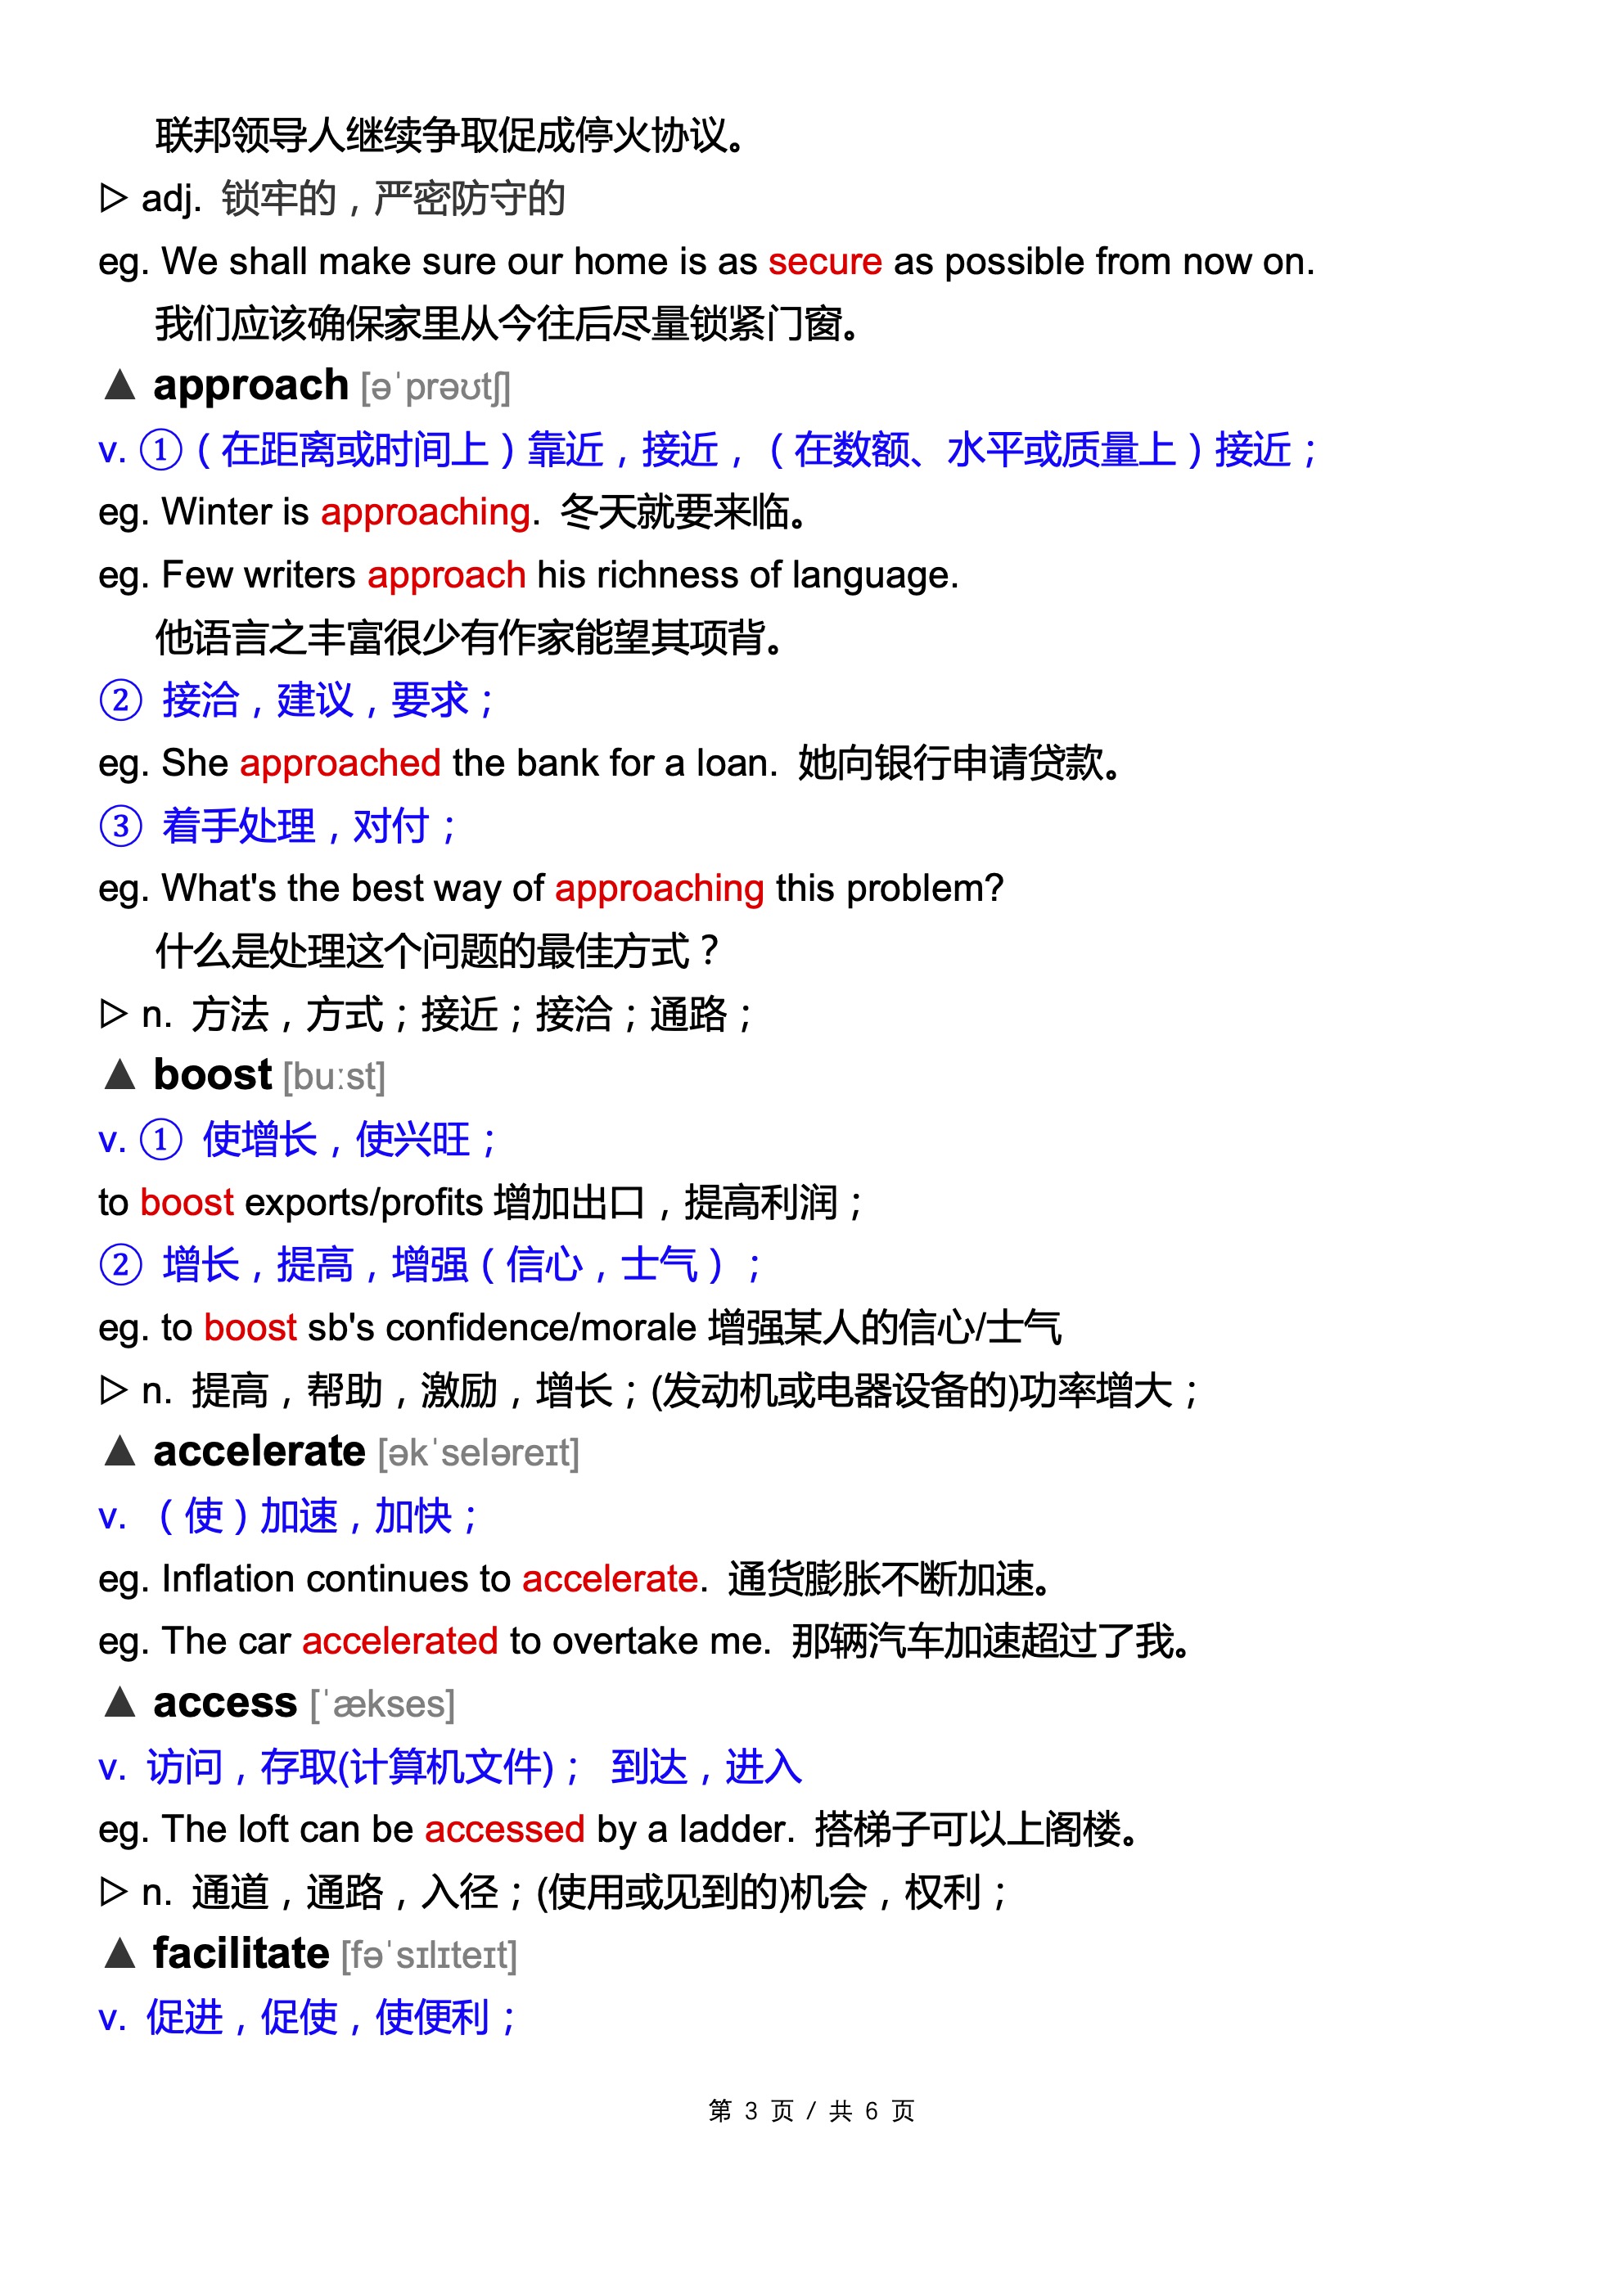 联邦领导人继续争取促成停火协议。
▷ adj. 锁牢的，严密防守的
eg. We shall make sure our home is as secure as possible from now on.
我们应该确保家里从今往后尽量锁紧门窗。
▲ approach [əˈprəʊtʃ]
v. ①（在距离或时间上）靠近，接近，（在数额、水平或质量上）接近；
eg. Winter is approaching. 冬天就要来临。
eg. Few writers approach his richness of language.
他语言之丰富很少有作家能望其项背。
② 接洽，建议，要求；
eg. She approached the bank for a loan. 她向银行申请贷款。
③ 着手处理，对付；
eg. What's the best way of approaching this problem?
什么是处理这个问题的最佳方式？
▷ n. 方法，方式；接近；接洽；通路；
▲ boost [buːst]
v. ① 使增长，使兴旺；
to boost exports/profits 增加出口，提高利润；
② 增长，提高，增强（信心，士气）；
eg. to boost sb's confidence/morale 增强某人的信心/士气
▷ n. 提高，帮助，激励，增长；(发动机或电器设备的)功率增大；
▲ accelerate [əkˈseləreɪt]
v. （使）加速，加快；
eg. Inflation continues to accelerate. 通货膨胀不断加速。
eg. The car accelerated to overtake me. 那辆汽车加速超过了我。
▲ access [ˈækses]
v. 访问，存取(计算机文件)； 到达，进入
eg. The loft can be accessed by a ladder. 搭梯子可以上阁楼。
▷ n. 通道，通路，入径；(使用或见到的)机会，权利；
▲ facilitate [fəˈsɪlɪteɪt]
v. 促进，促使，使便利；
第 3 页 / 共 6 页